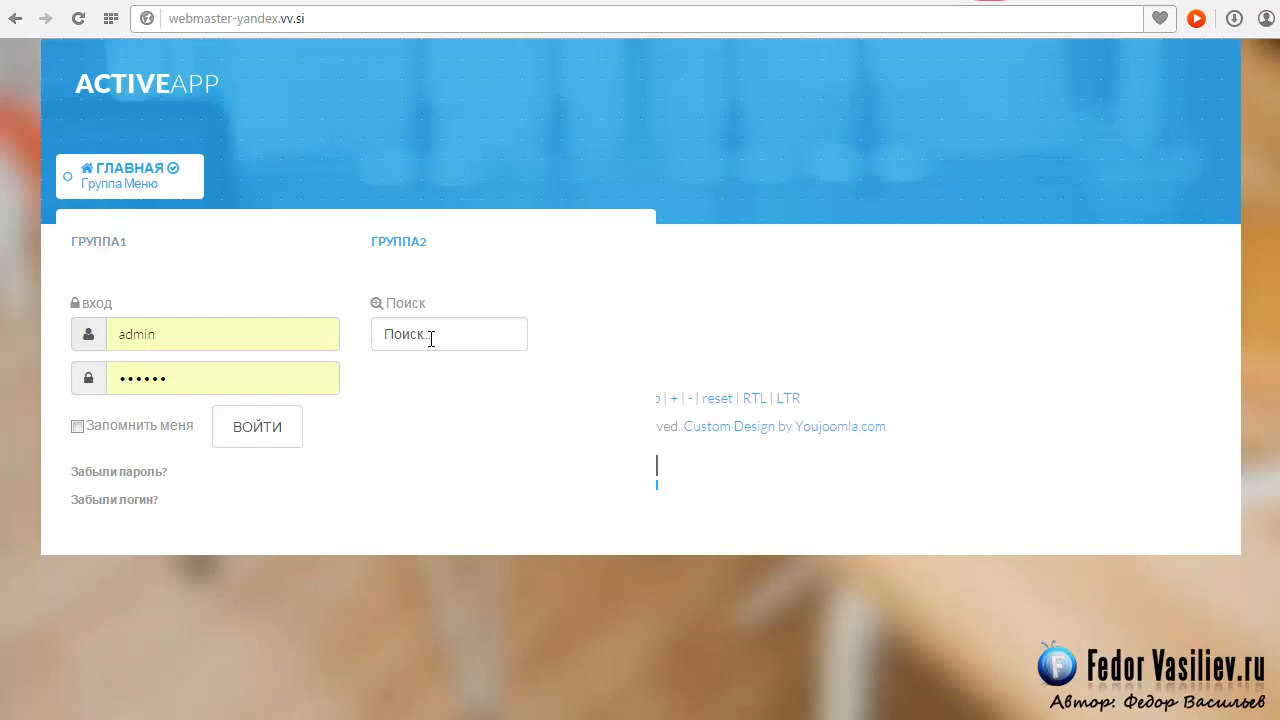 webmaster-yandex.vv.si
ACTIVEAPP
ГЛАВНАЯ
Группа Меню
ГРУППА1
ГРУППА2
вход
Поиск
admin
Поиск...
••••••
| + | - | reset | RTL | LTR
Запомнить меня
ВОЙТИ
Custom Design by Youjoomla.com
Забыли пароль?
Забыли логин?
Fedor Vasiliev.ru
Автор: Федор Васильев